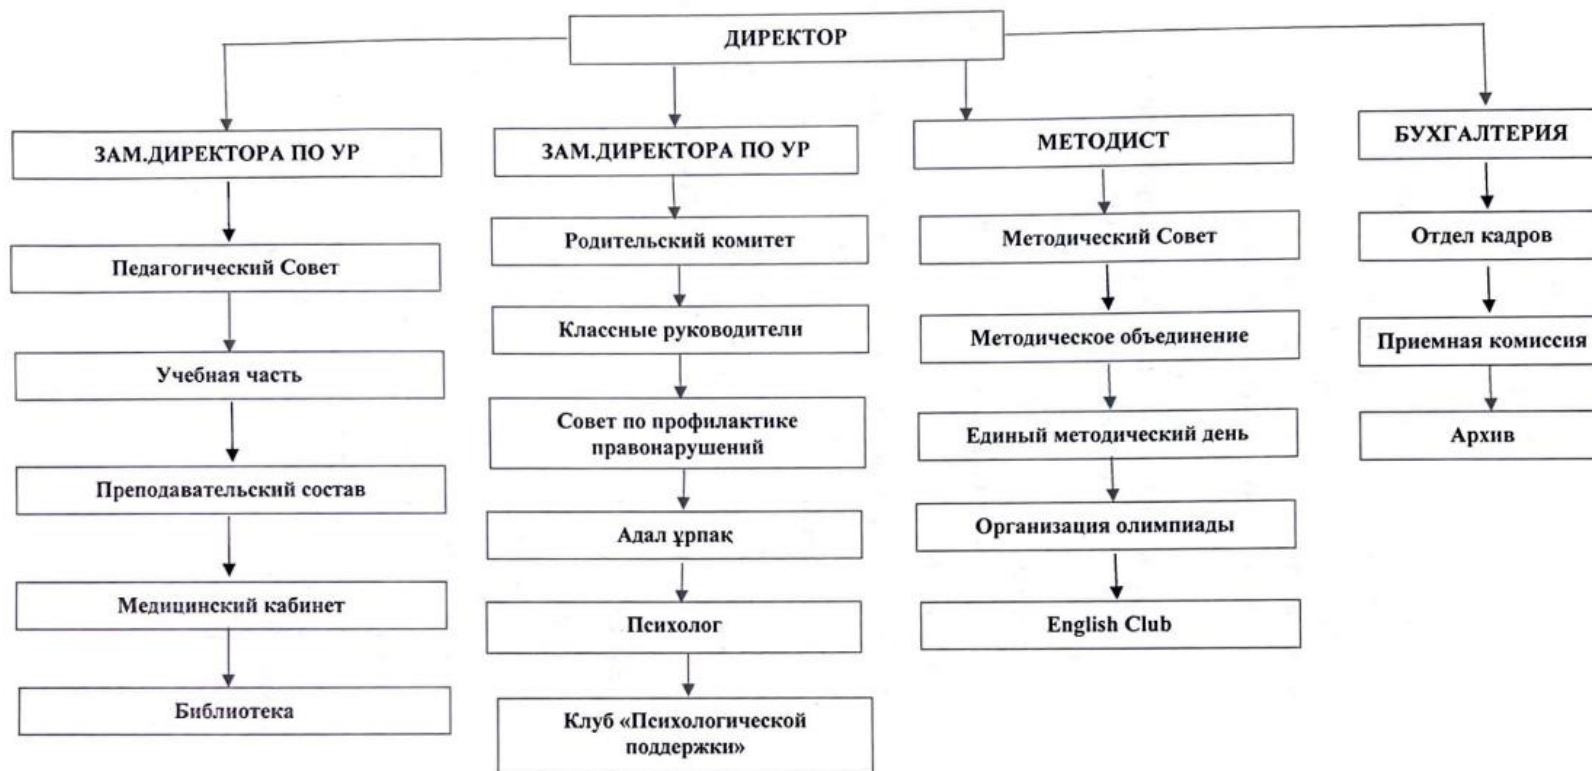 ДИРЕКТОР
ЗАМ.ДИРЕКТОРА ПО УР
Педагогический Совет
Учебная часть
Преподавательский состав
Медицинский кабинет
Библиотека
ЗАМ.ДИРЕКТОРА ПО УР
Родительский комитет
Классные руководители
Совет по профилактике
правонарушений
Адал ұрпақ
Психолог
Клуб «Психологической
поддержки»
МЕТОДИСТ
Методический Совет
Методическое объединение
Единый методический день
Организация олимпиады
English Club
БУХГАЛТЕРИЯ
Отдел кадров
Приемная комиссия
Архив